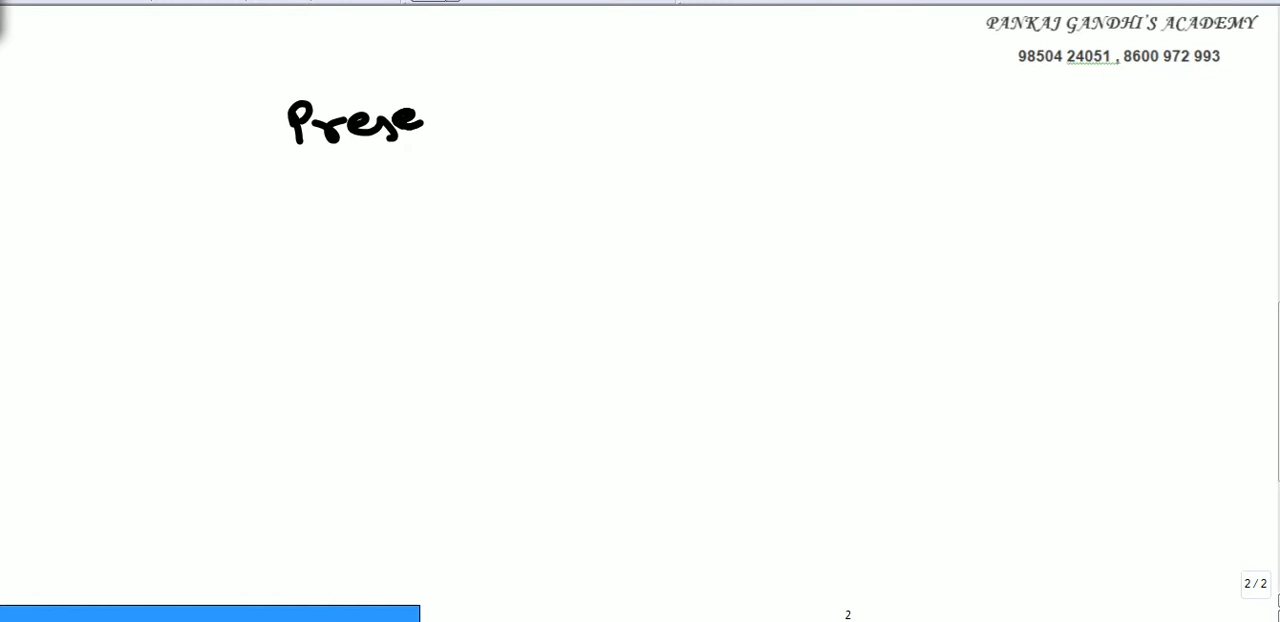 PANKAJ GANDHI'S ACADEMY
98504 24051 , 8600 972 993
Prese
2 / 2
2